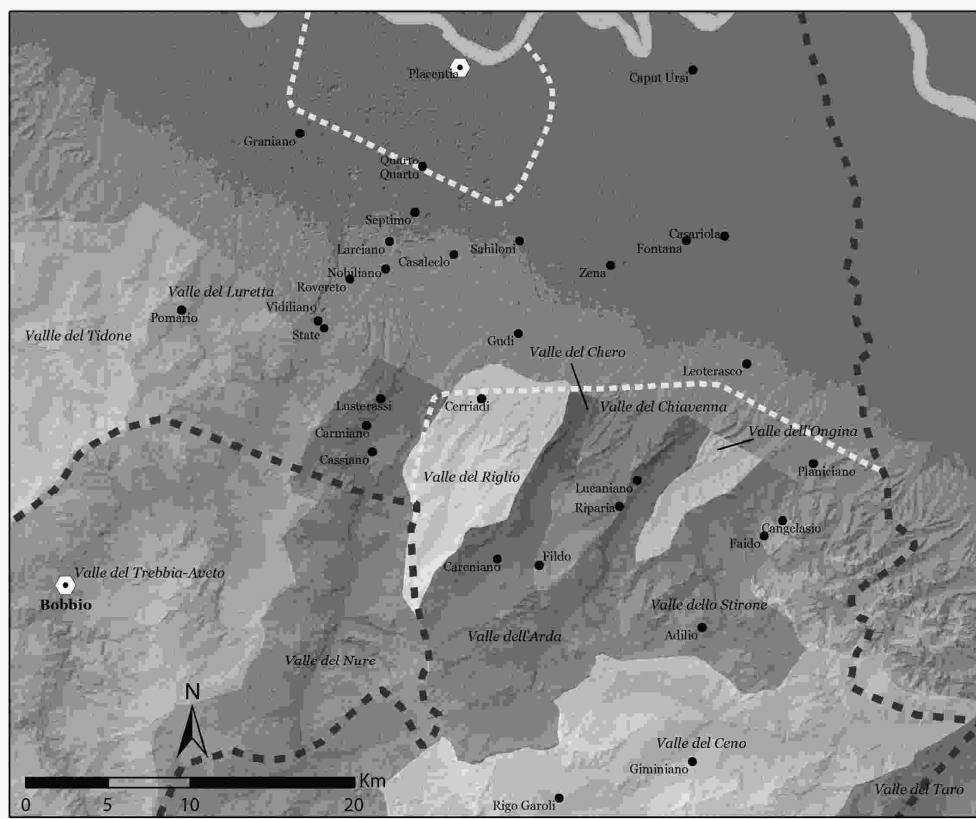 Placentia
Caput Ursi
Graniano
Quarto
Quarto
Septimo
Larciano
Sahiloni
Casariola
Fontana
Casaleclo
Nobiliano
Zena
Rovereto
Valle del Luretta
Vidiliano
Pomario
State
Vallle del Tidone
Gudi
Valle del Chero
Leoterasco
Lusterassi
Cerriadi
Valle del Chiavenna
Carmiano
Valle dell'Ongina
Cassiano
Planiciano
Valle del Riglio
Lucaniano
Riparia
Cangelasio
Faido
Careniano
Fildo
Valle del Trebbia-Aveto
Bobbio
Valle dello Stirone
Valle dell'Arda
Adilio
Valle del Nure
N
Valle del Ceno
Giminiano
Km
Valle del Taro
0 5 10 20
Rigo Garoli